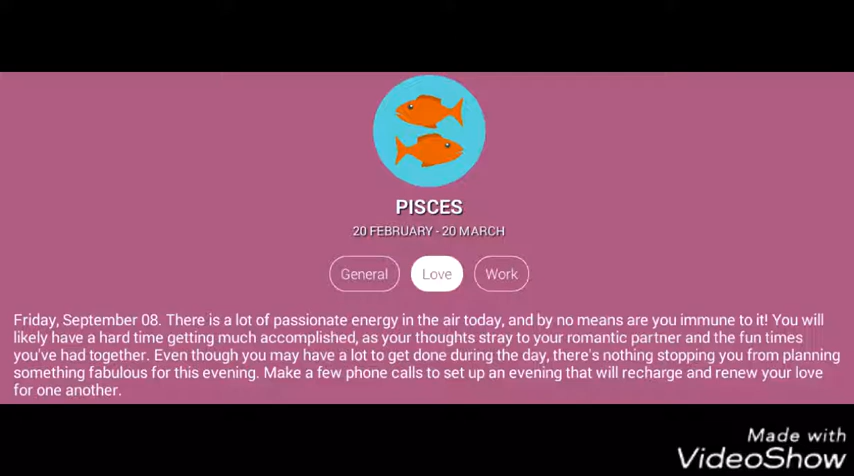 PISCES
20 FEBRUARY - 20 MARCH
General Love Work
Friday, September 08. There is a lot of passionate energy in the air today, and by no means are you immune to it! You will
likely have a hard time getting much accomplished, as your thoughts stray to your romantic partner and the fun times
you've had together. Even though you may have a lot to get done during the day, there's nothing stopping you from planning
something fabulous for this evening. Make a few phone calls to set up an evening that will recharge and renew your love
for one another.
Made with
VideoShow